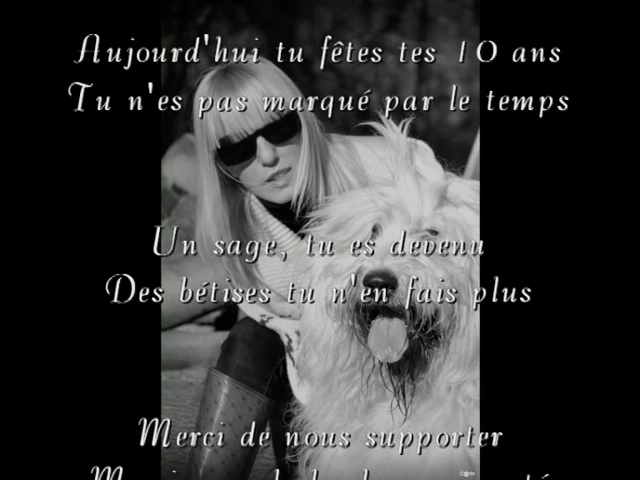 Aujourd'hui tu fêtes tes 10 ans
Tu n'es pas marqué par le temps
Un sage, tu es devenu
Des bêtises tu n'en fais plus
Merci de nous supporter